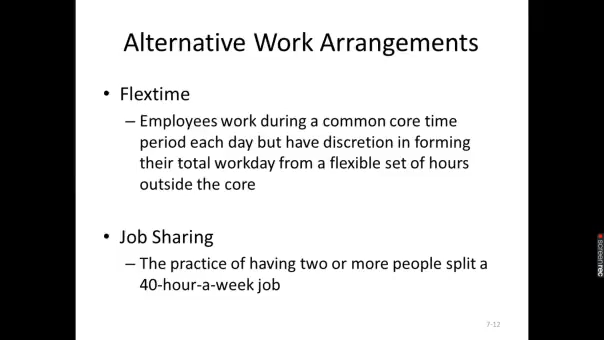 Alternative Work Arrangements
• Flextime
– Employees work during a common core time
period each day but have discretion in forming
their total workday from a flexible set of hours
outside the core
• Job Sharing
– The practice of having two or more people split a
40-hour-a-week job
7-12
screenrec